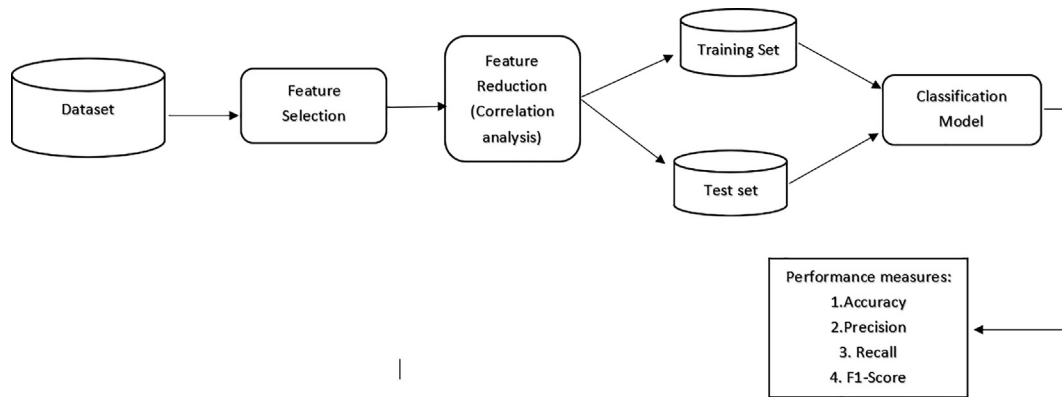 Dataset
Feature
Selection
Feature
Reduction
(Correlation
analysis)
Training Set
Test set
Classification
Model
Performance measures:
1.Accuracy
2.Precision
3. Recall
4. F1-Score